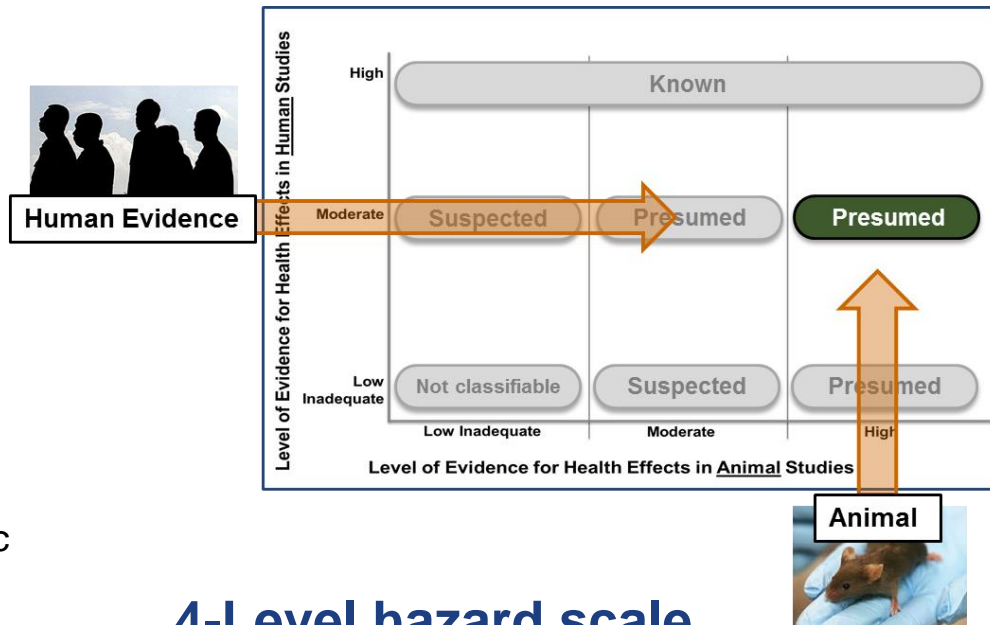 High
Known
Level of Evidence for Health Effects in Human Studies
Human Evidence
Moderate
Suspected
Presumed
Presumed
Low
Inadequate
Not classifiable
Suspected
Presumed
Low Inadequate
Moderate
High
Level of Evidence for Health Effects in Animal Studies
Animal
c
4-Level hazard scale